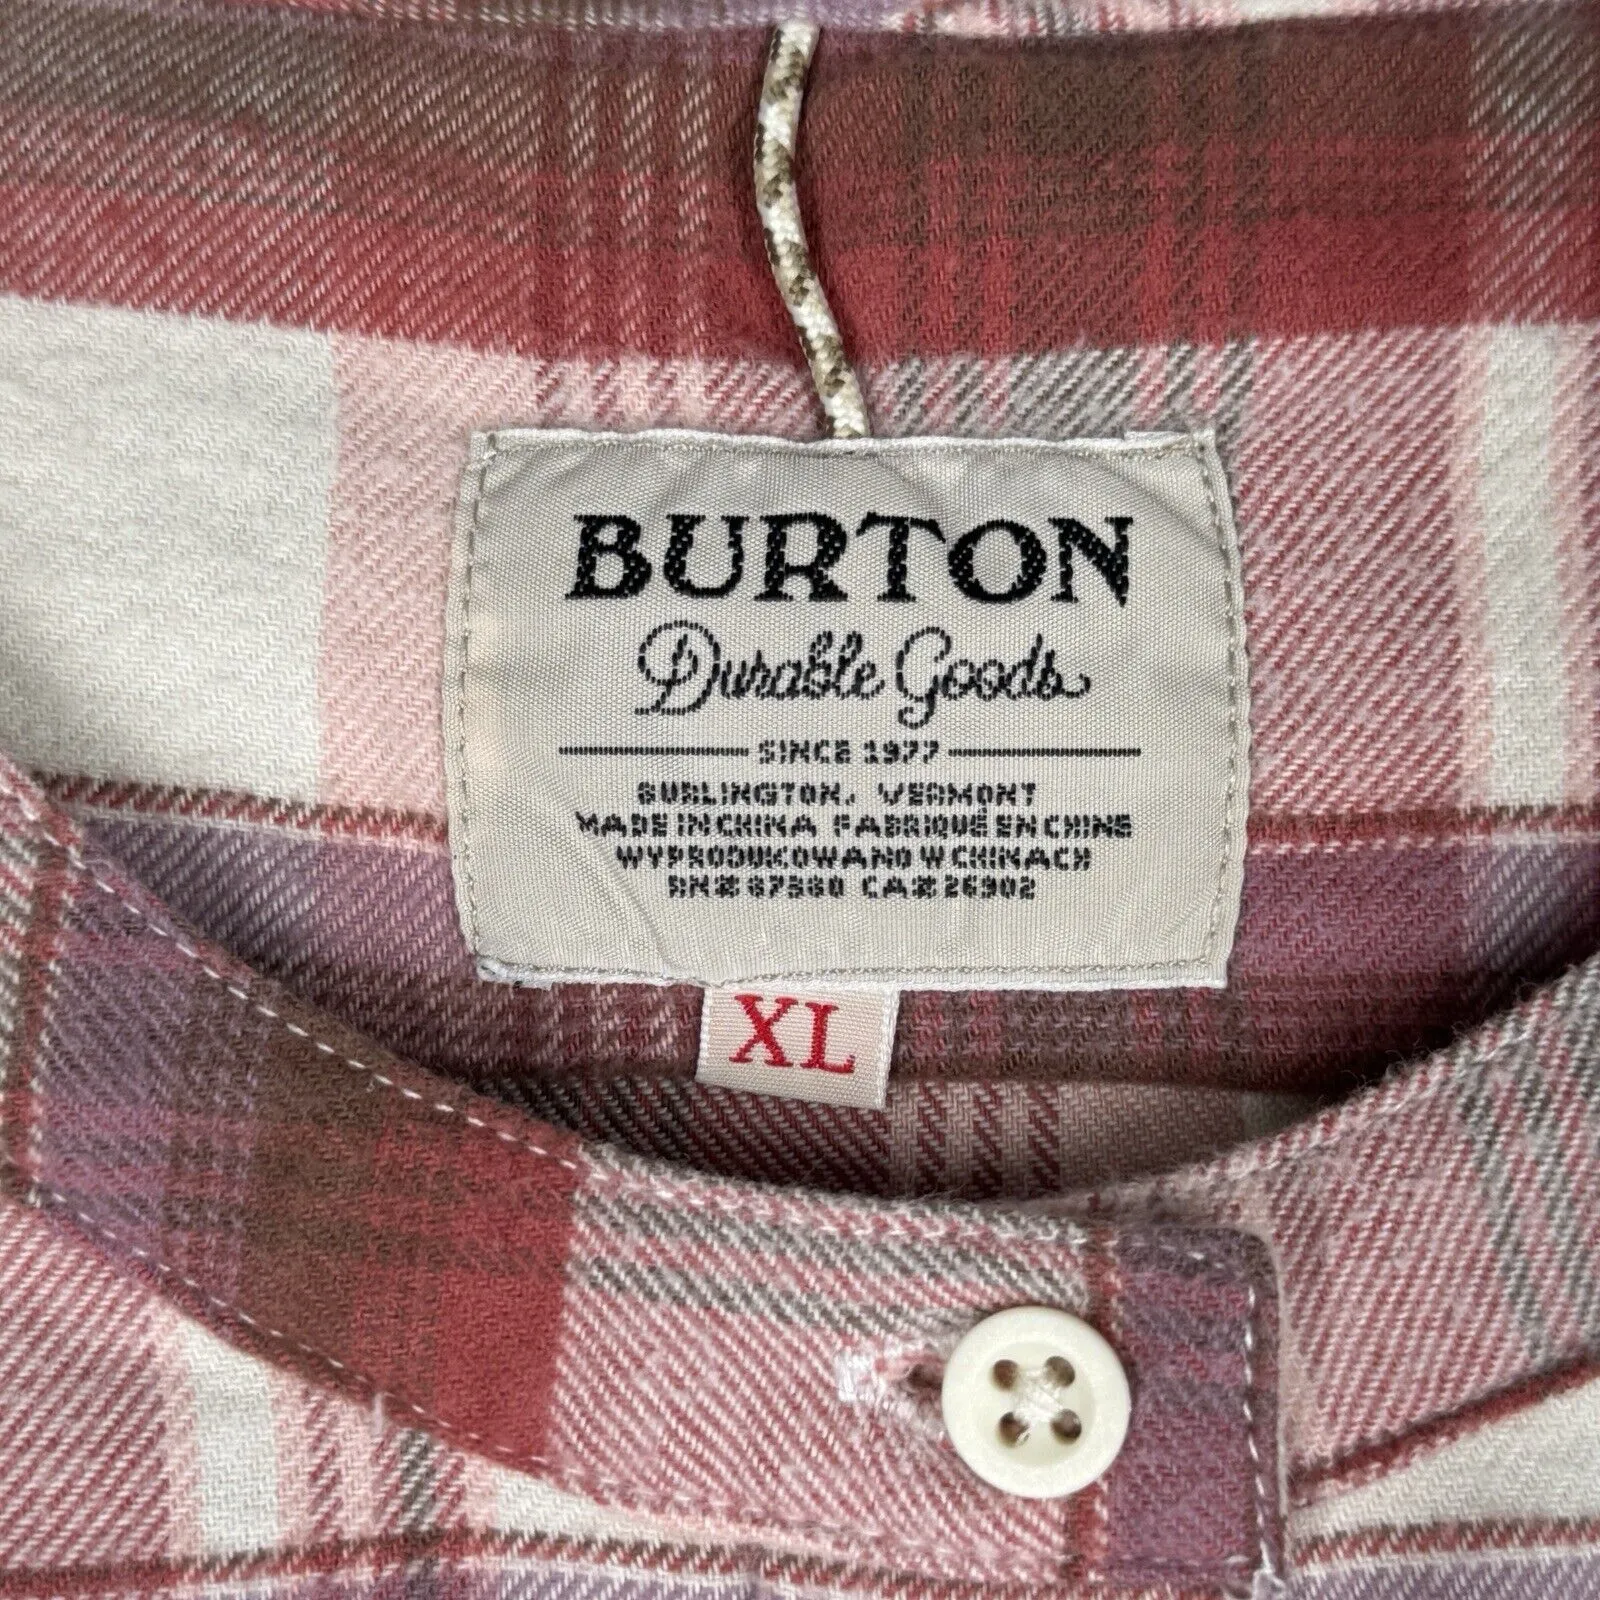 BURTON
Durable Goods
SINCE 1977
BURLINGTON, VERMONT
MADE IN CHINA FABRIQUÉ EN CHINE
WYPRODUKOWANO W CHINACH
RN# 87560 CA# 26902
XL